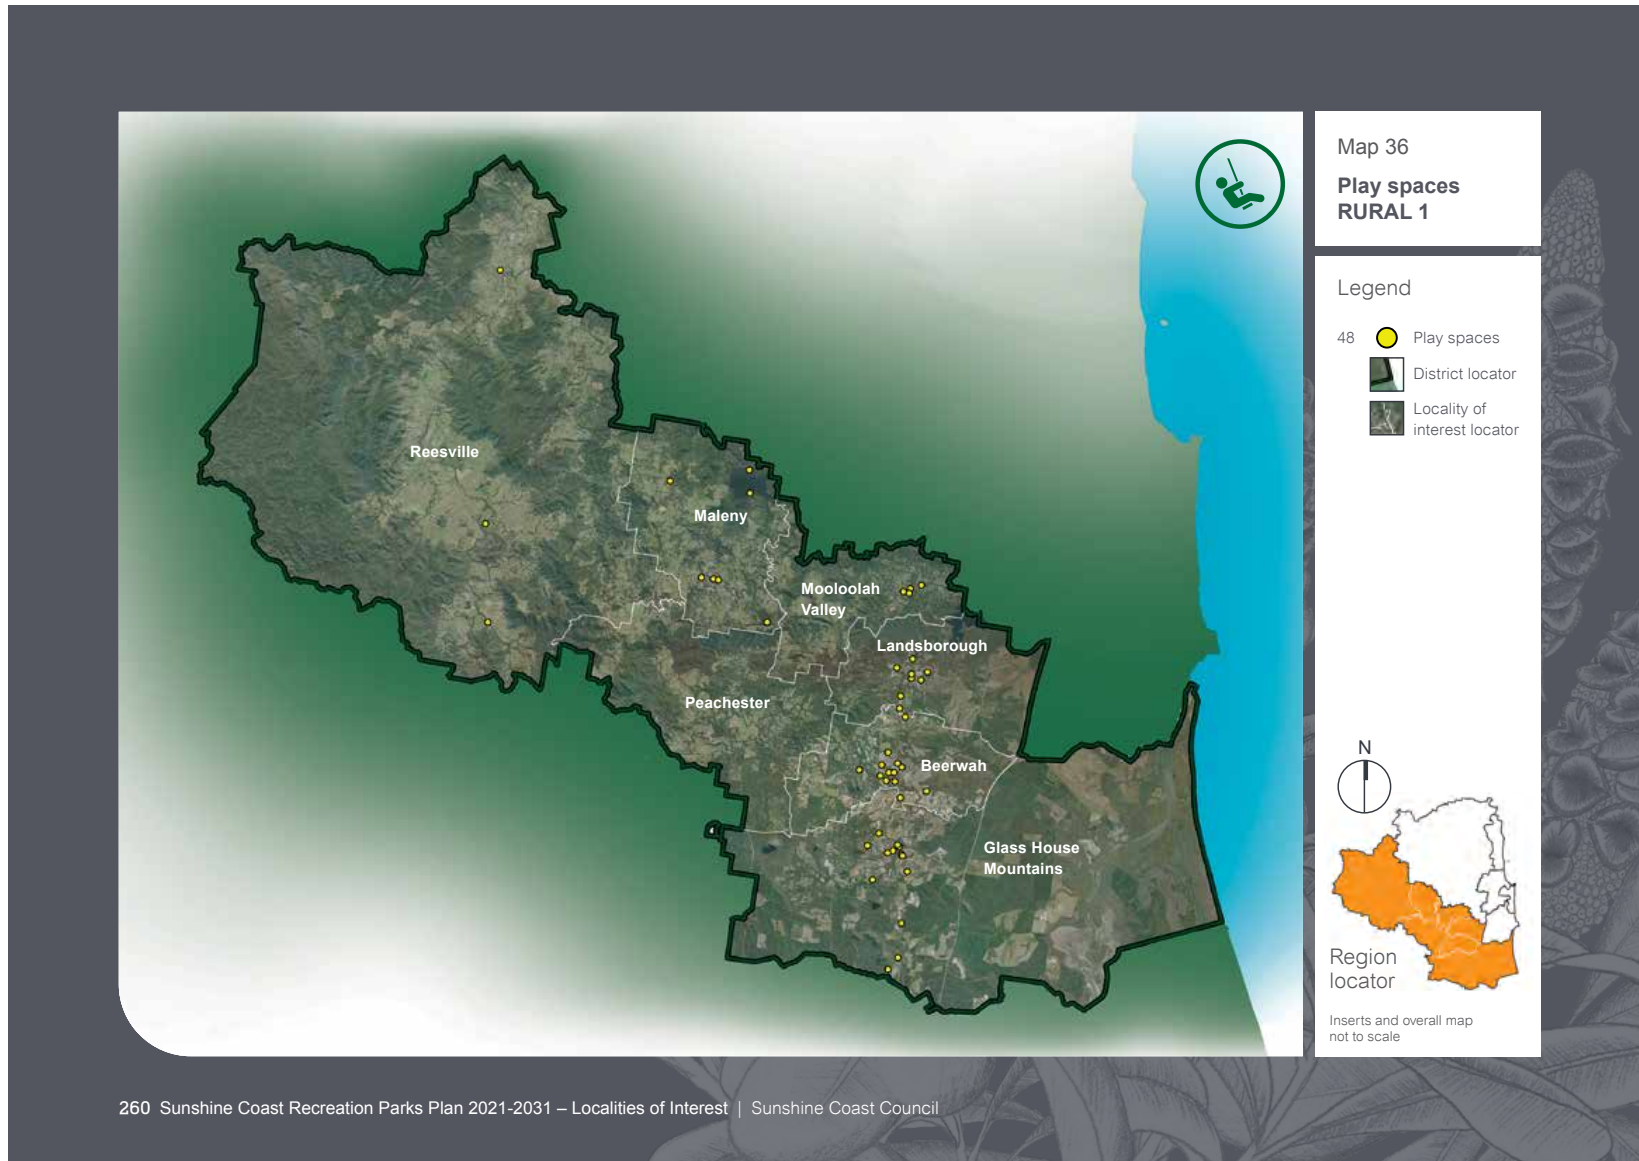 Map 36
Play spaces
RURAL 1
Legend
48 Play spaces
District locator
Locality of
interest locator
Reesville
Maleny
Mooloolah
Valley
Landsborough
Peachester
Beerwah
Glass House
Mountains
N
Region
locator
Inserts and overall map
not to scale
260 Sunshine Coast Recreation Parks Plan 2021-2031 – Localities of Interest | Sunshine Coast Council